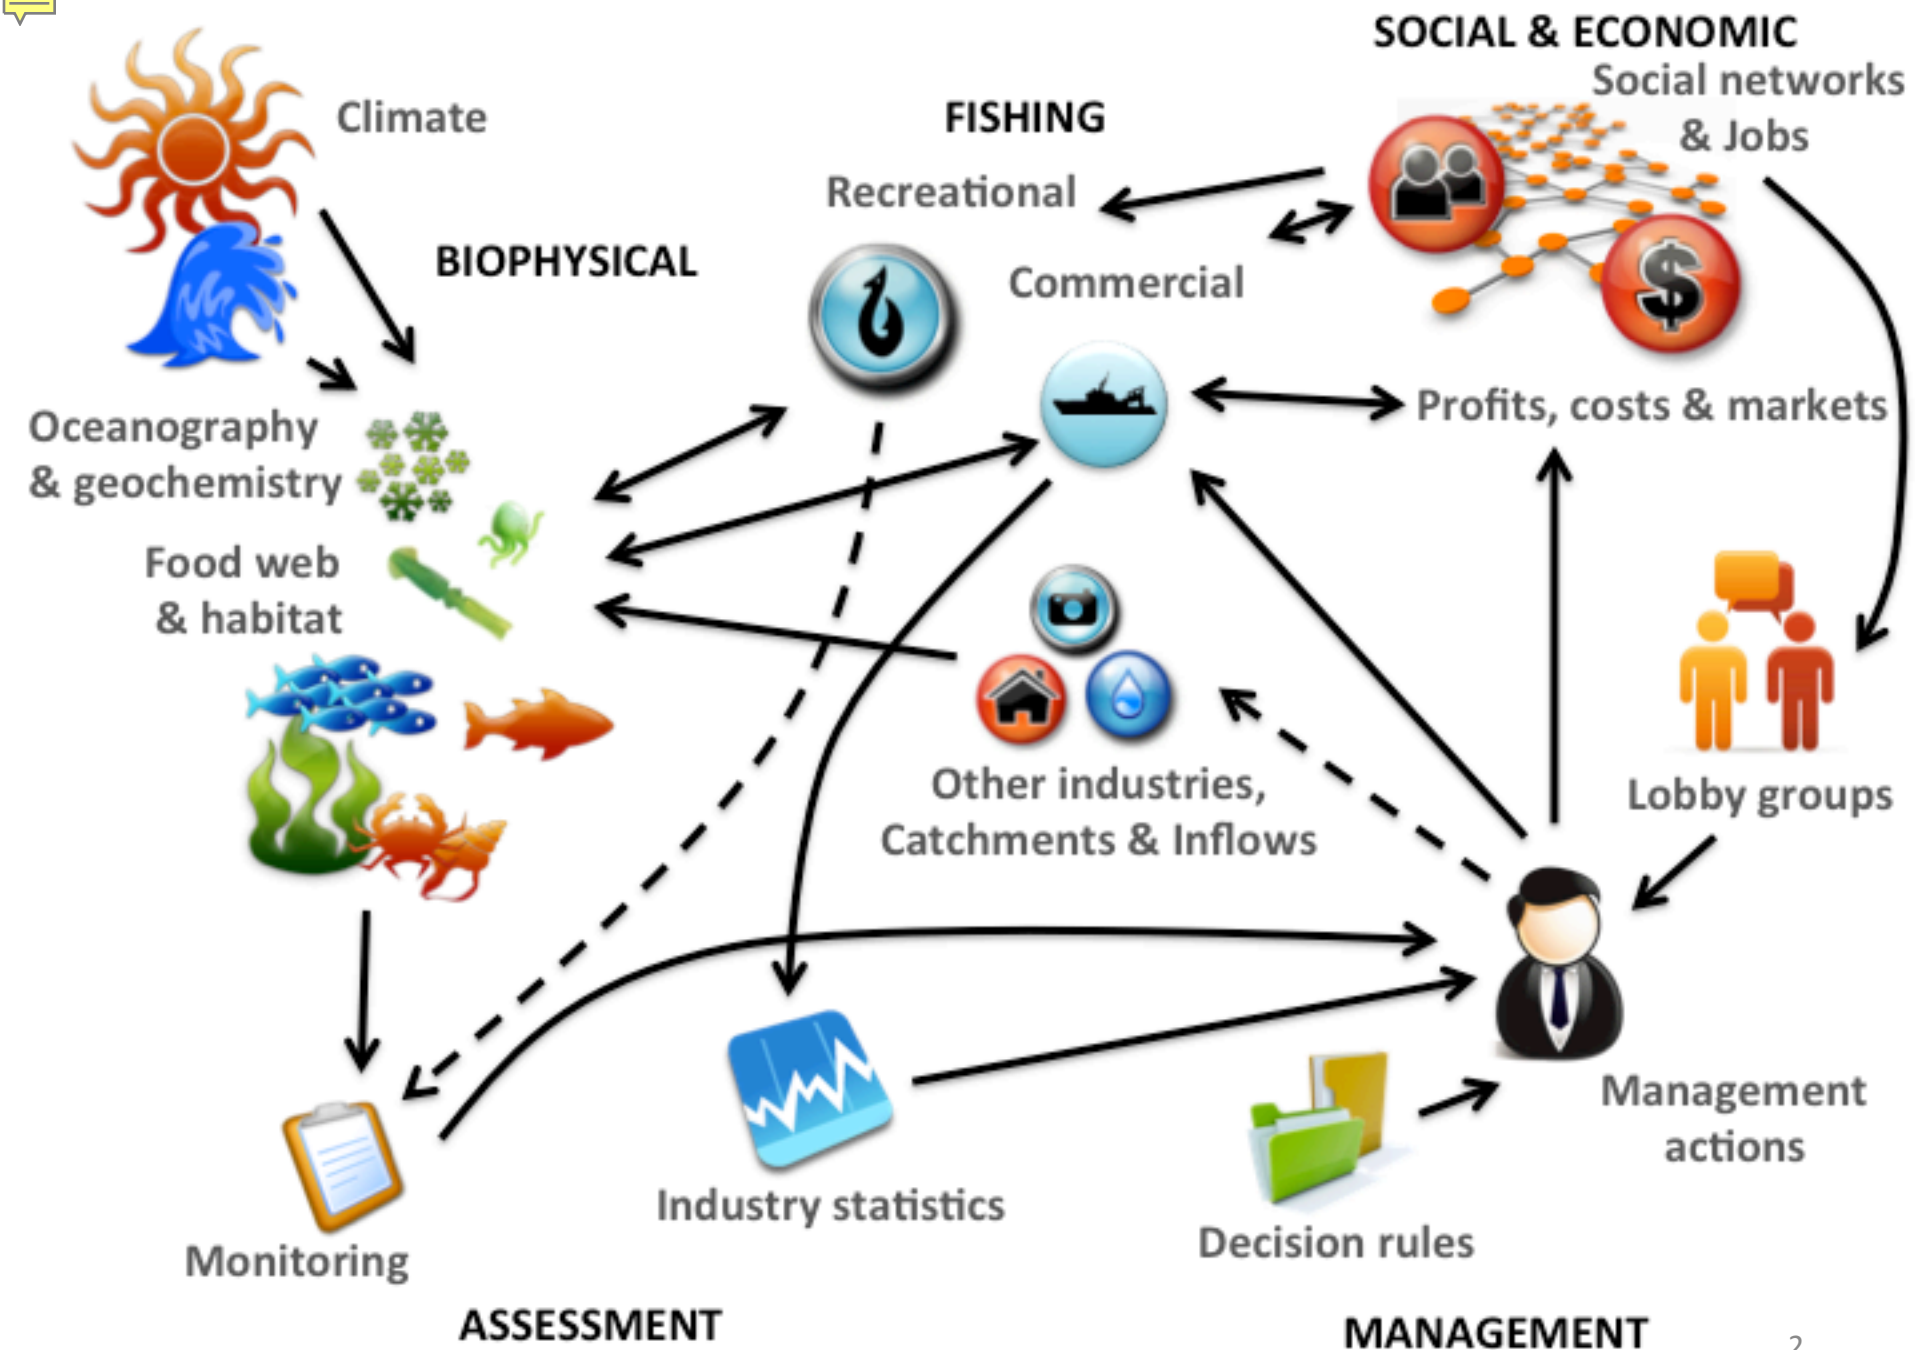 SOCIAL & ECONOMIC
Social networks
& Jobs
Climate
FISHING
Recreational
BIOPHYSICAL
Commercial
$
Profits, costs & markets
Oceanography
& geochemistry
Food web
& habitat
Other industries,
Catchments & Inflows
Lobby groups
Management
actions
Industry statistics
Decision rules
Monitoring
ASSESSMENT
MANAGEMENT
2